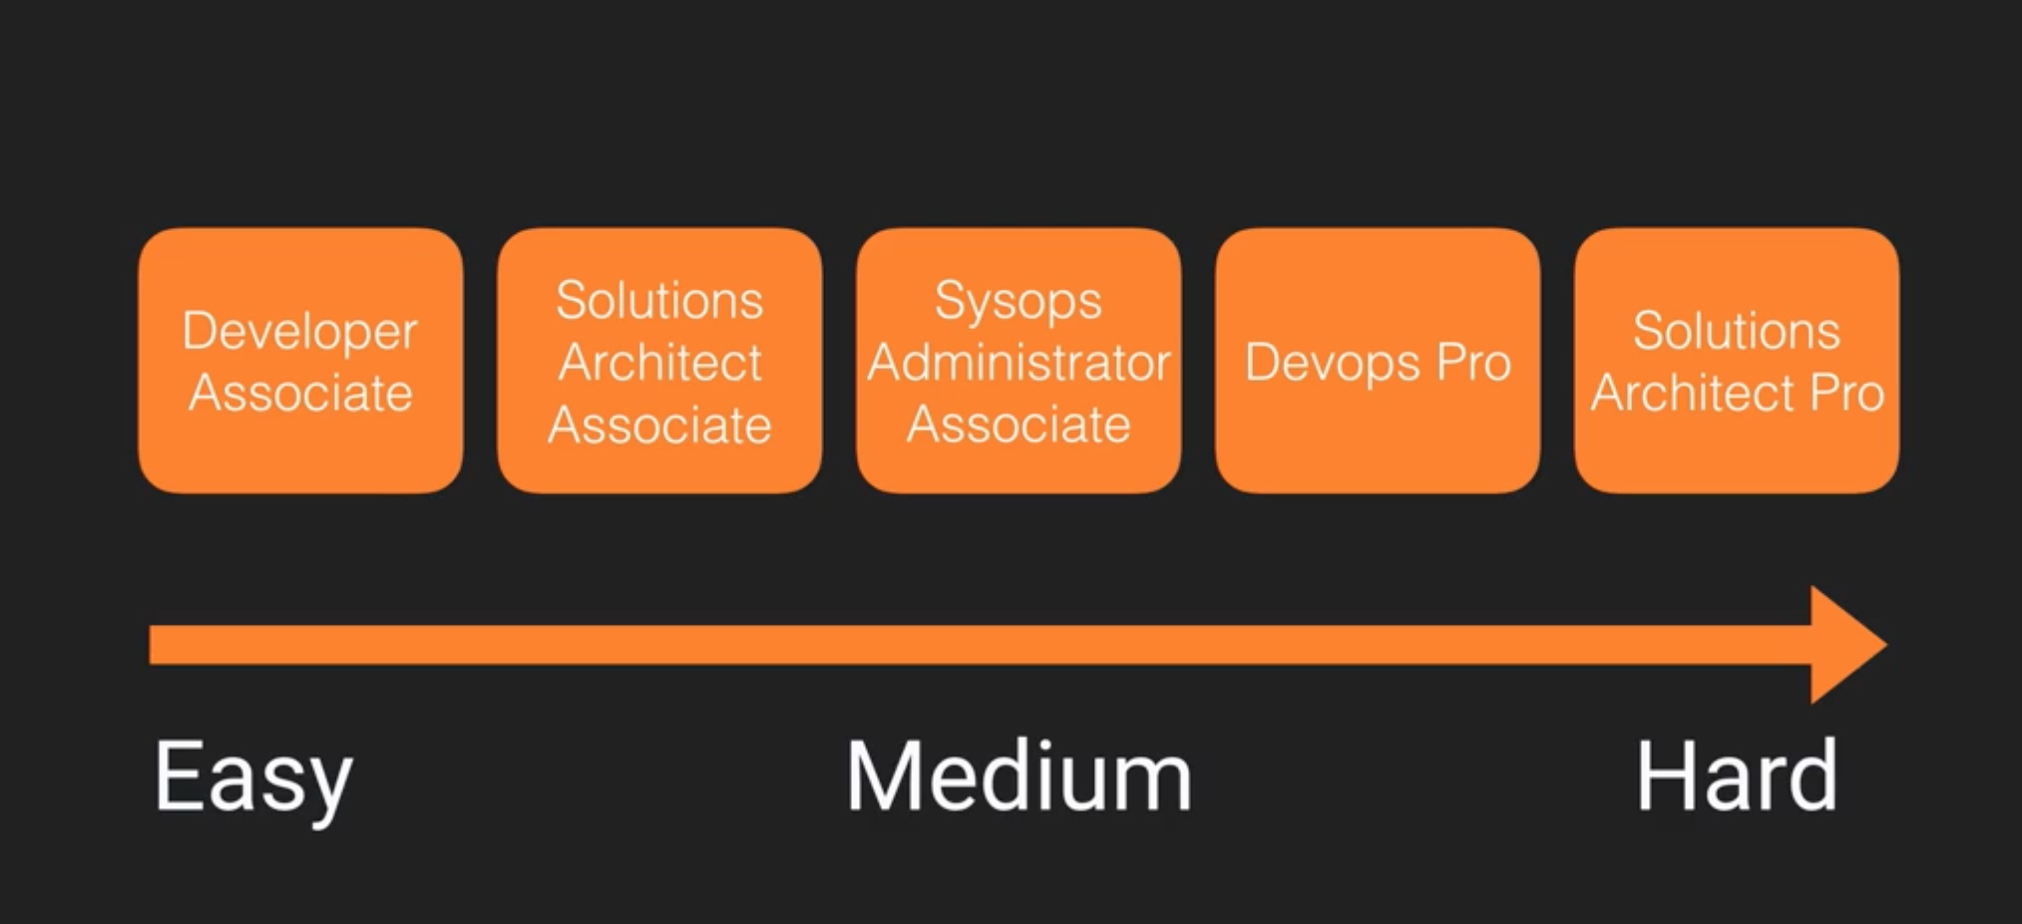 Developer
Associate
Solutions
Architect
Associate
Sysops
Administrator
Associate
Devops Pro
Solutions
Architect Pro
Easy
Medium
Hard